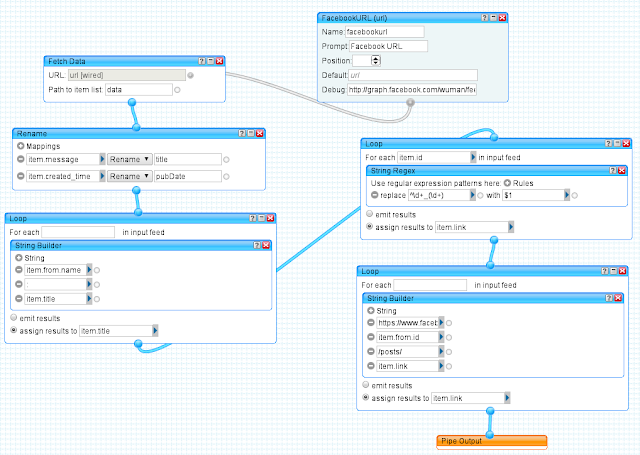 FacebookURL (url)
Name: facebookurl
Prompt: Facebook URL
Position:
Default: url
Debug: http://graph.facebook.com/wuman/fee
Fetch Data
URL: url [wired]
Path to item list: data
Rename
Mappings
item.message Rename title
item.created_time Rename pubDate
Loop
For each in input feed
String Builder
String
item.from.name
:
item.title
emit results
assign results to item.title
Loop
For each item.id in input feed
String Regex
Use regular expression patterns here: Rules
replace ^\d+_(\d+) with $1
emit results
assign results to item.link
Loop
For each in input feed
String Builder
String
https://www.faceb
item.from.id
/posts/
item.link
emit results
assign results to item.link
Pipe Output